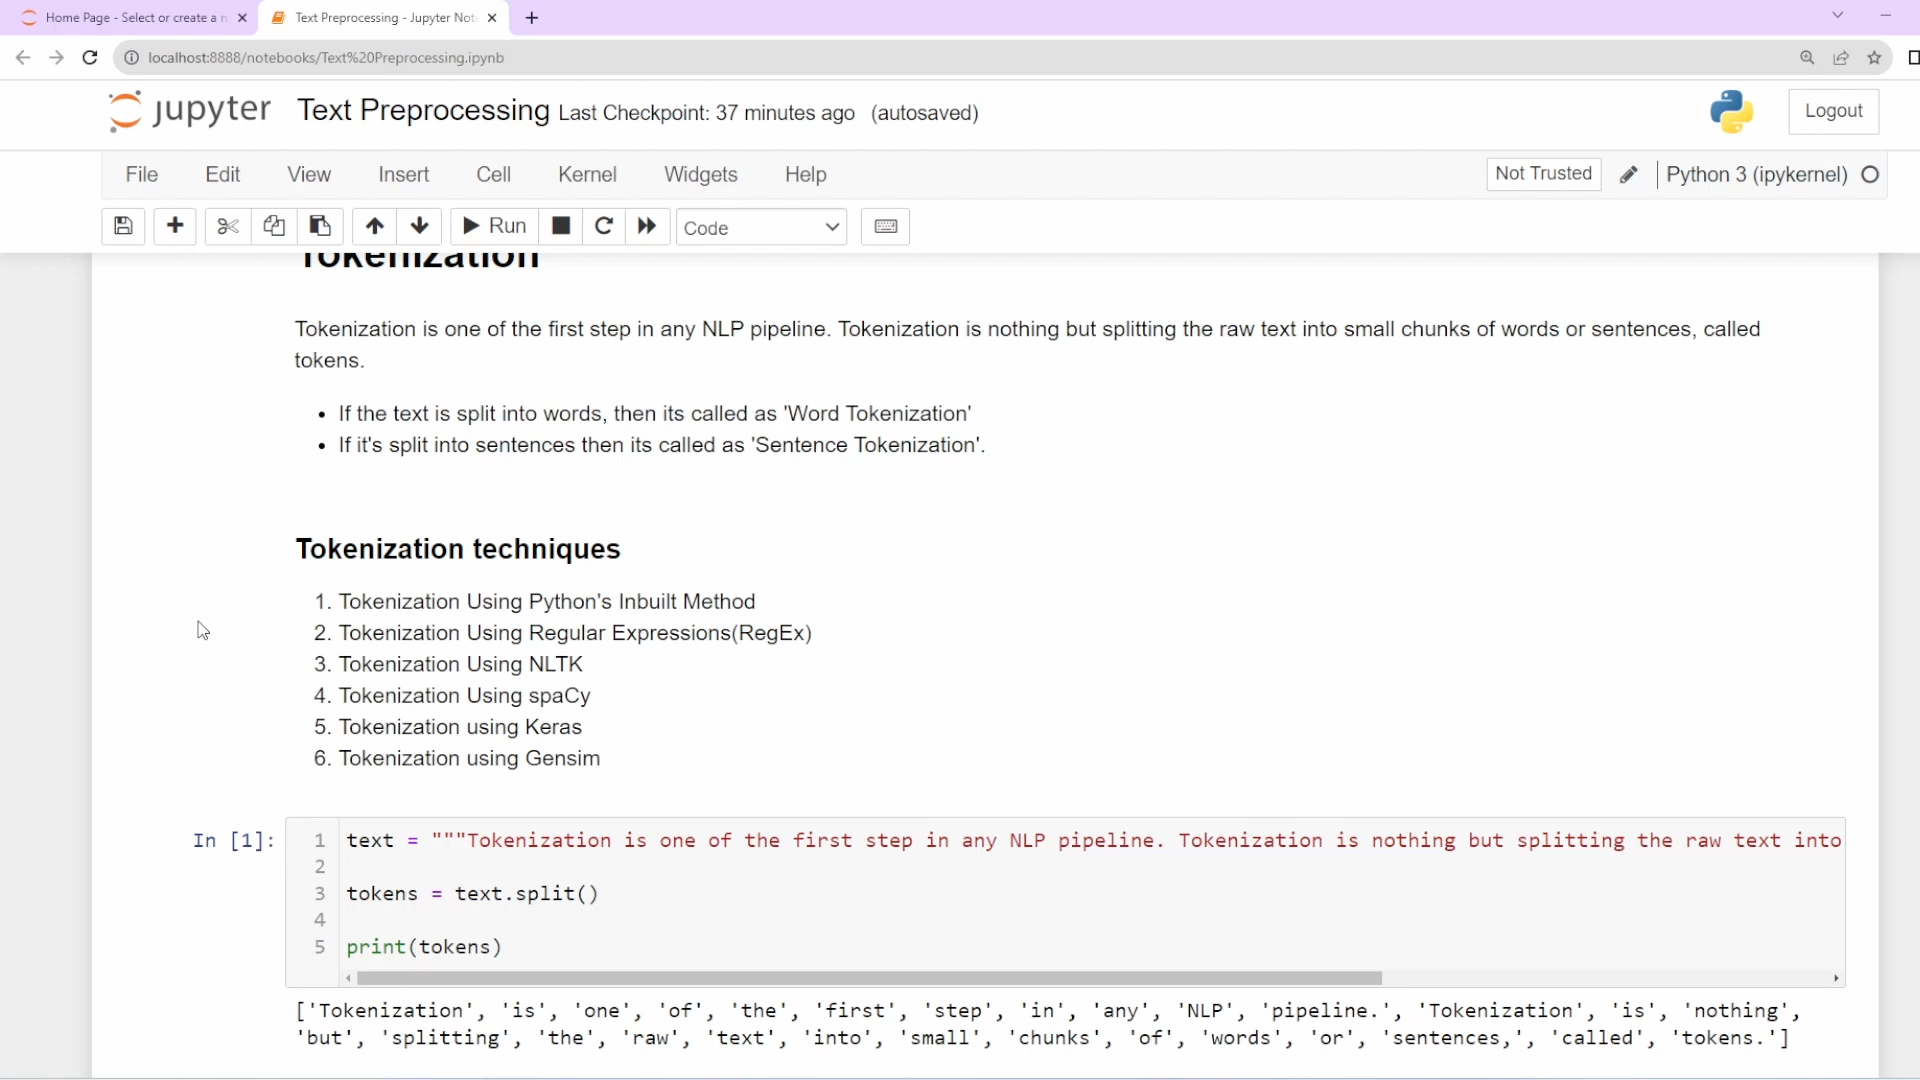 Home Page - Select or create a n
Text Preprocessing - Jupyter Not
localhost:8888/notebooks/Text%20Preprocessing.ipynb
jupyter Text Preprocessing Last Checkpoint: 37 minutes ago (autosaved)
Logout
File Edit View Insert Cell Kernel Widgets Help Not Trusted Python 3 (ipykernel)
Run Code
Tokenization
Tokenization is one of the first step in any NLP pipeline. Tokenization is nothing but splitting the raw text into small chunks of words or sentences, called
tokens.
• If the text is split into words, then its called as 'Word Tokenization'
• If it's split into sentences then its called as 'Sentence Tokenization'.
Tokenization techniques
1. Tokenization Using Python's Inbuilt Method
2. Tokenization Using Regular Expressions(RegEx)
3. Tokenization Using NLTK
4. Tokenization Using spaCy
5. Tokenization using Keras
6. Tokenization using Gensim
In [1]: 1 text = """Tokenization is one of the first step in any NLP pipeline. Tokenization is nothing but splitting the raw text into
2
3 tokens = text.split()
4
5 print(tokens)
['Tokenization', 'is', 'one', 'of', 'the', 'first', 'step', 'in', 'any', 'NLP', 'pipeline.', 'Tokenization', 'is', 'nothing',
'but', 'splitting', 'the', 'raw', 'text', 'into', 'small', 'chunks', 'of', 'words', 'or', 'sentences,', 'called', 'tokens.']